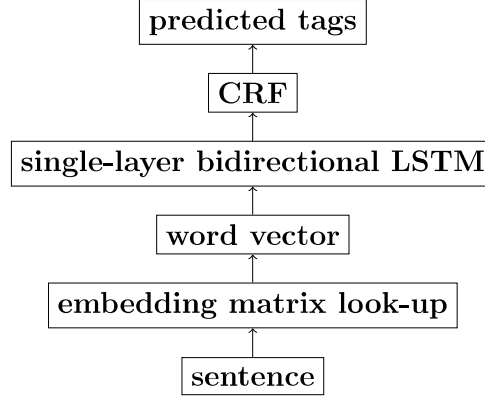 predicted tags
CRF
single-layer bidirectional LSTM
word vector
embedding matrix look-up
sentence